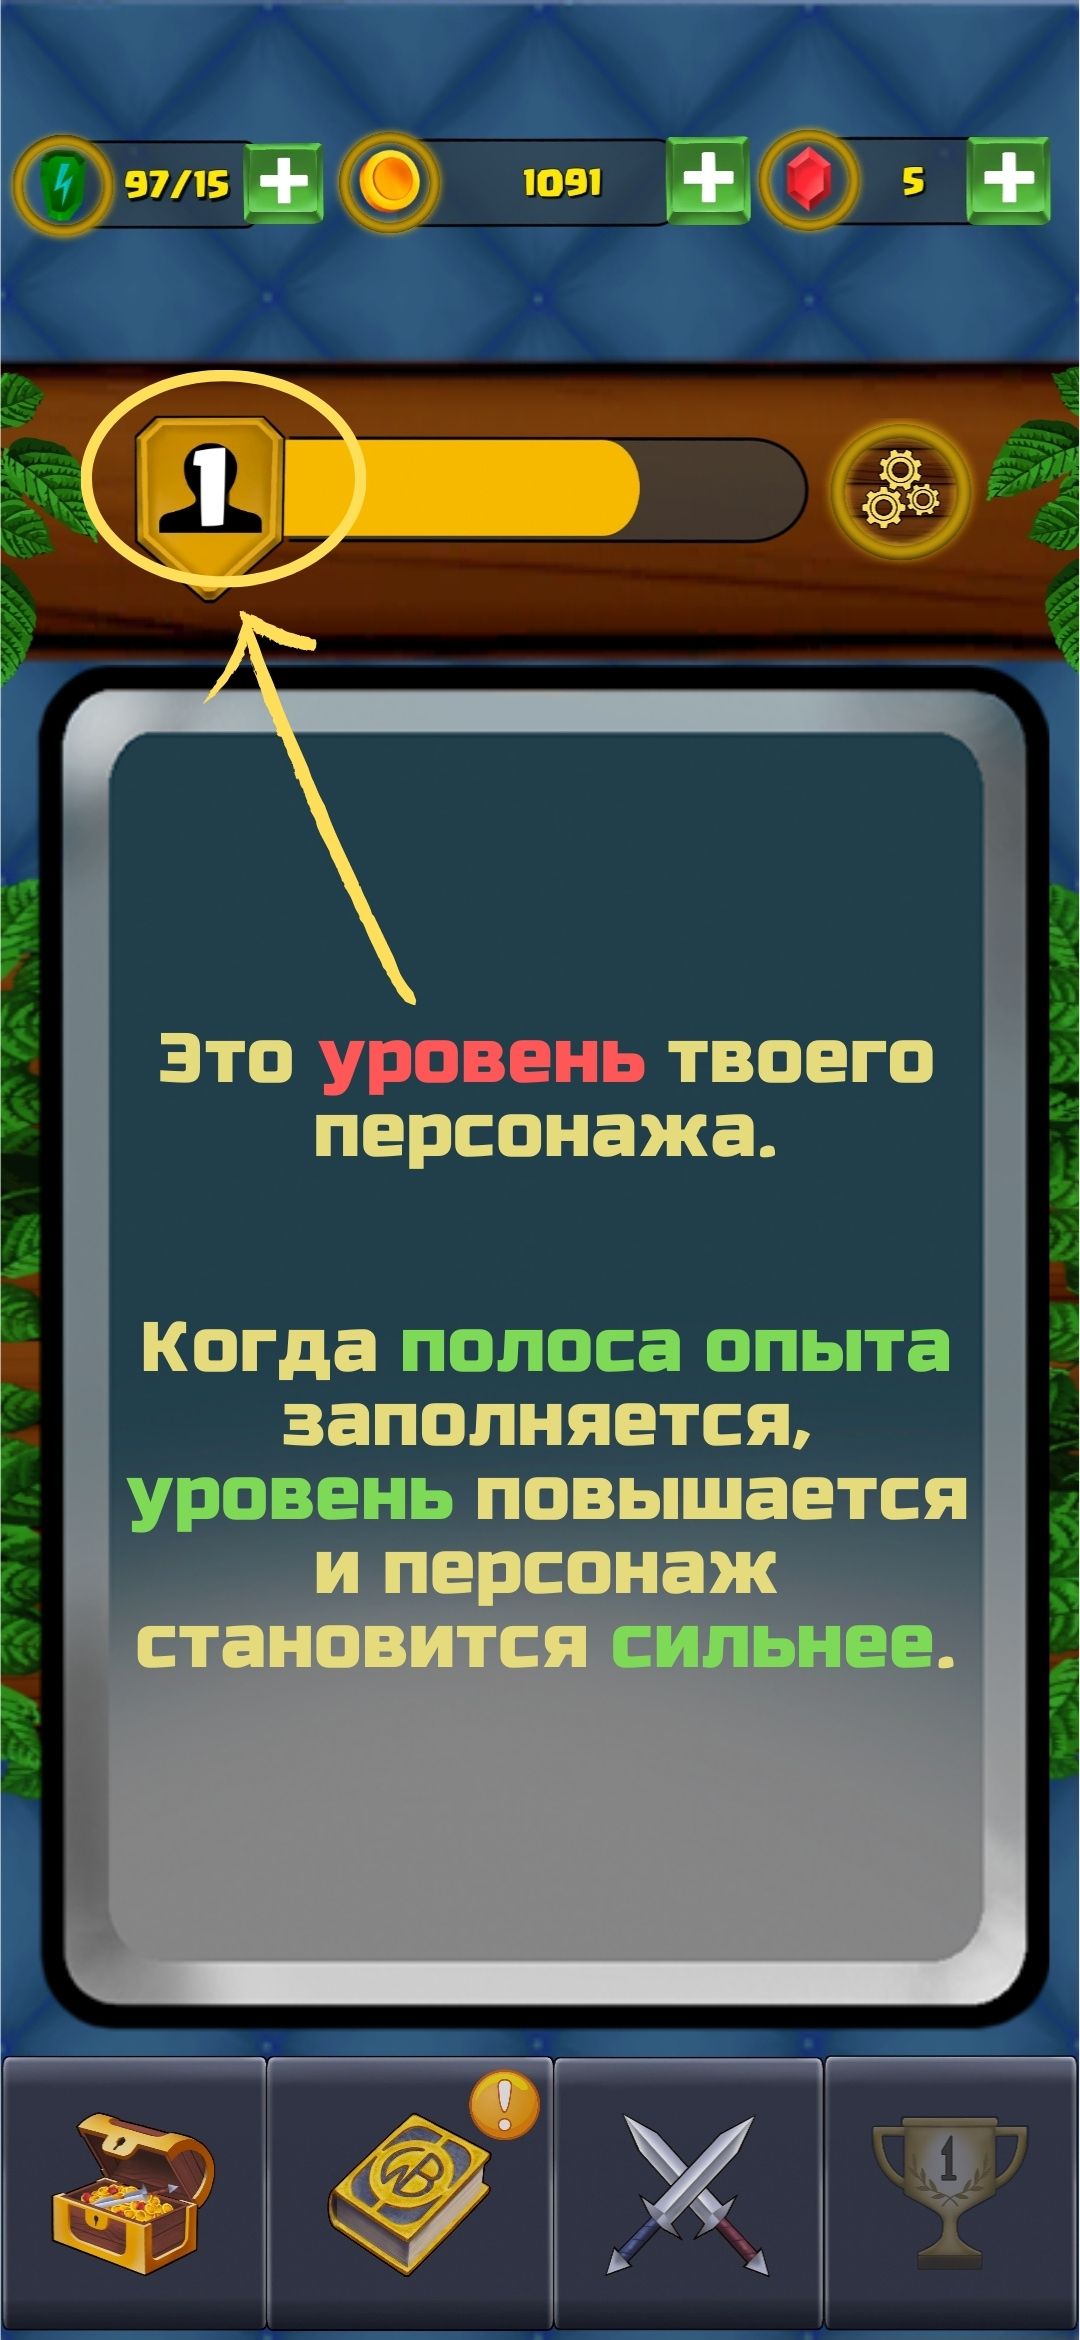 97/15
1091
5
1
Это уровень твоего
персонажа.
Когда полоса опыта
заполняется,
уровень повышается
и персонаж
становится сильнее.
!
WB
1